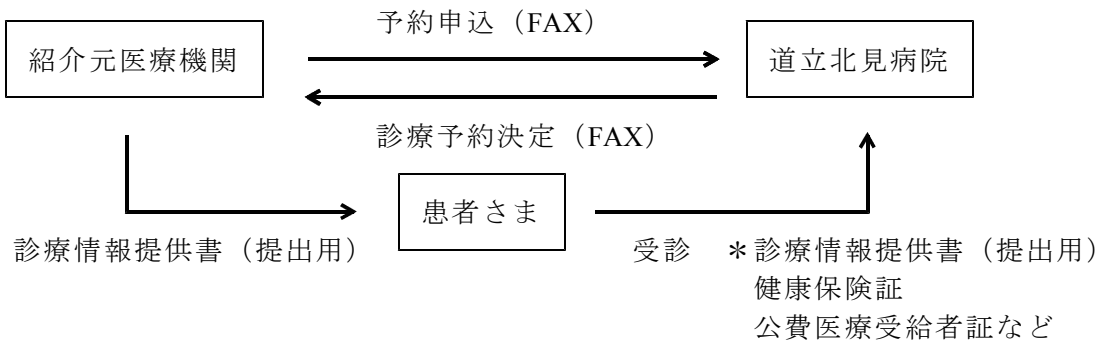 予約申込（FAX）
紹介元医療機関
道立北見病院
診療予約決定（FAX）
患者さま
診療情報提供書（提出用）
受診 ＊診療情報提供書（提出用）
健康保険証
公費医療受給者証など